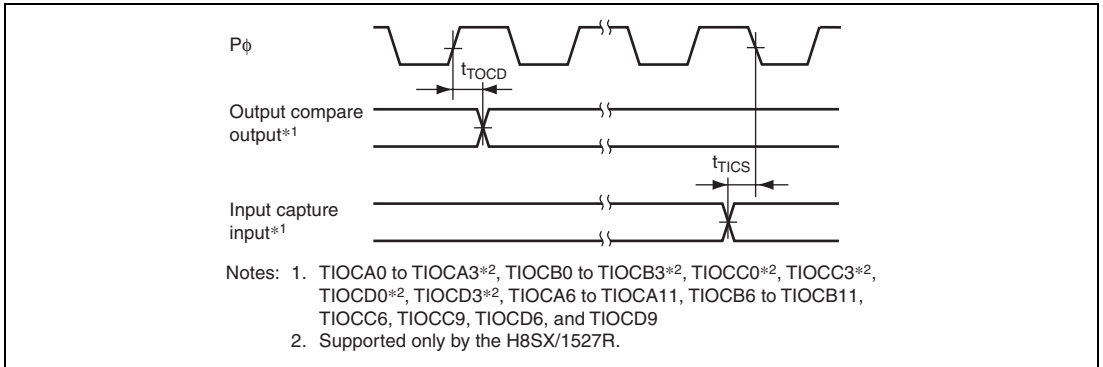 Pϕ
tTOCD
Output compare
output*1
tTICS
Input capture
input*1
Notes: 1. TIOCA0 to TIOCA3*2, TIOCB0 to TIOCB3*2, TIOCC0*2, TIOCC3*2,
TIOCD0*2, TIOCD3*2, TIOCA6 to TIOCA11, TIOCB6 to TIOCB11,
TIOCC6, TIOCC9, TIOCD6, and TIOCD9
2. Supported only by the H8SX/1527R.